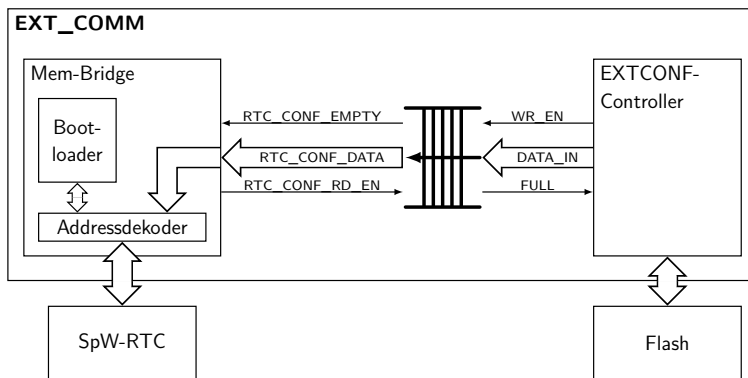 EXT_COMM
Mem-Bridge
EXTCONF-
Controller
Boot-
loader
RTC_CONF_EMPTY
WR_EN
RTC_CONF_DATA
DATA_IN
RTC_CONF_RD_EN
FULL
Addressdekoder
SpW-RTC
Flash